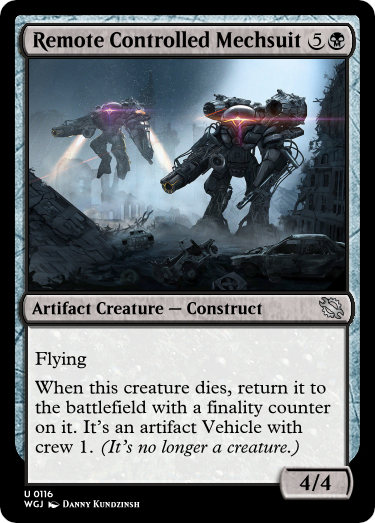 Remote Controlled Mechsuit 5
Artifact Creature — Construct
Flying
When this creature dies, return it to
the battlefield with a finality counter
on it. It's an artifact Vehicle with
crew 1. (It's no longer a creature.)
4/4
U 0116
WGJ Danny Kundzinsh